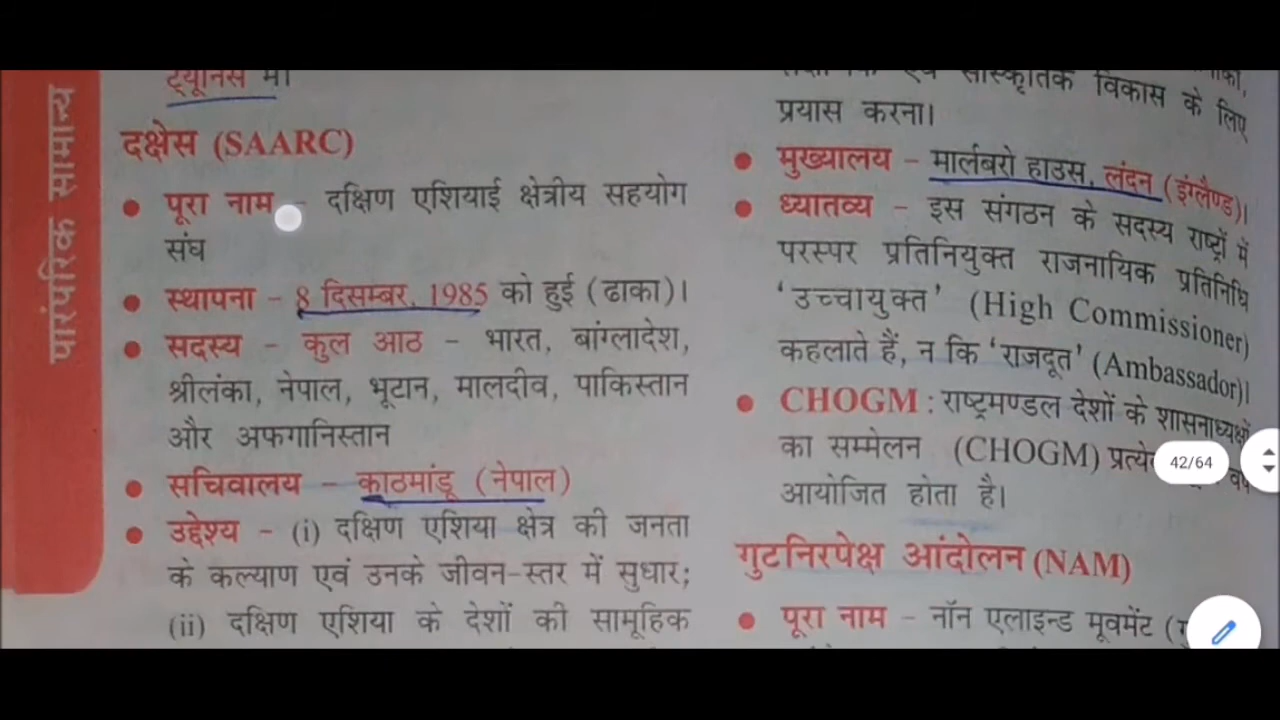 पारंपरिक सामान्य
ट्यूनिस में।
दक्षेस (SAARC)
● पूरा नाम – दक्षिण एशियाई क्षेत्रीय सहयोग
संघ
● स्थापना – 8 दिसम्बर, 1985 को हुई (ढाका)।
● सदस्य – कुल आठ – भारत, बांग्लादेश,
श्रीलंका, नेपाल, भूटान, मालदीव, पाकिस्तान
और अफगानिस्तान
● सचिवालय – काठमांडू (नेपाल)
● उद्देश्य – (i) दक्षिण एशिया क्षेत्र की जनता
के कल्याण एवं उनके जीवन-स्तर में सुधार;
(ii) दक्षिण एशिया के देशों की सामूहिक
एवं सांस्कृतिक विकास के लिए
प्रयास करना।
● मुख्यालय – मार्लबरो हाउस, लंदन (इंग्लैण्ड)।
● ध्यातव्य – इस संगठन के सदस्य राष्ट्रों में
परस्पर प्रतिनियुक्त राजनायिक प्रतिनिधि
‘उच्चायुक्त’ (High Commissioner)
कहलाते हैं, न कि ‘राजदूत’ (Ambassador)।
● CHOGM : राष्ट्रमण्डल देशों के शासनाध्यक्षों
का सम्मेलन (CHOGM)
आयोजित होता है।
गुटनिरपेक्ष आंदोलन (NAM)
● पूरा नाम – नॉन एलाइन्ड मूवमेंट
42/64